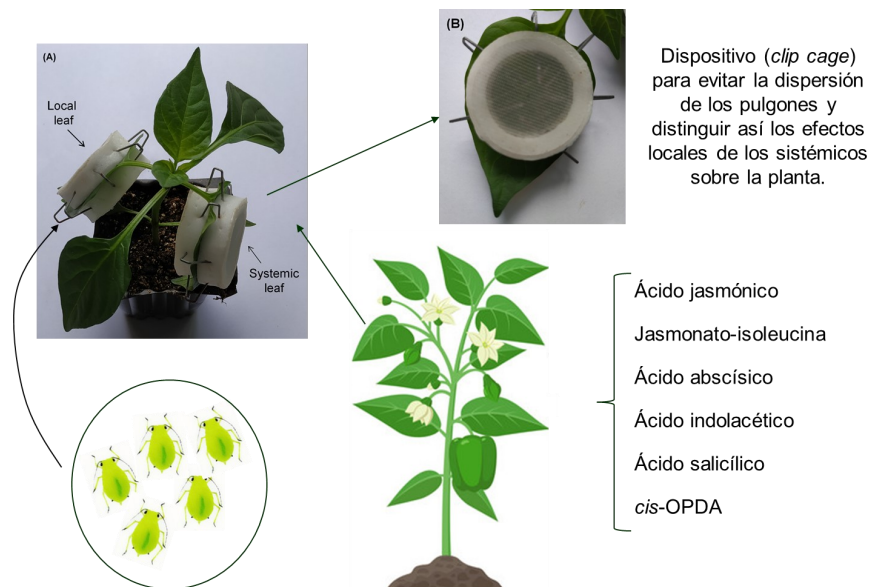 (A)
Local
leaf
Systemic
leaf
(B)
Dispositivo (clip cage)
para evitar la dispersión
de los pulgones y
distinguir así los efectos
locales de los sistémicos
sobre la planta.
Ácido jasmónico
Jasmonato-isoleucina
Ácido abscísico
Ácido indolacético
Ácido salicílico
cis-OPDA